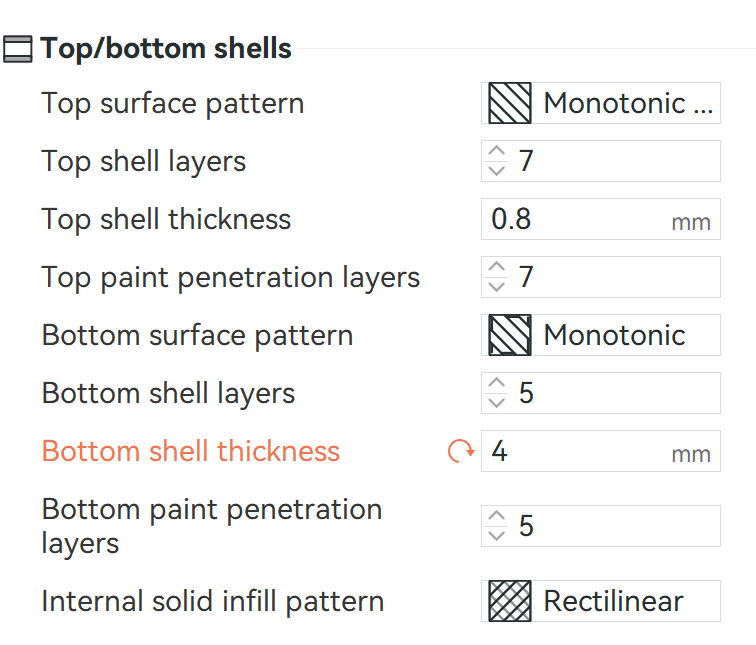 Top/bottom shells
Top surface pattern Monotonic ...
Top shell layers 7
Top shell thickness 0.8 mm
Top paint penetration layers 7
Bottom surface pattern Monotonic
Bottom shell layers 5
Bottom shell thickness 4 mm
Bottom paint penetration
layers 5
Internal solid infill pattern Rectilinear